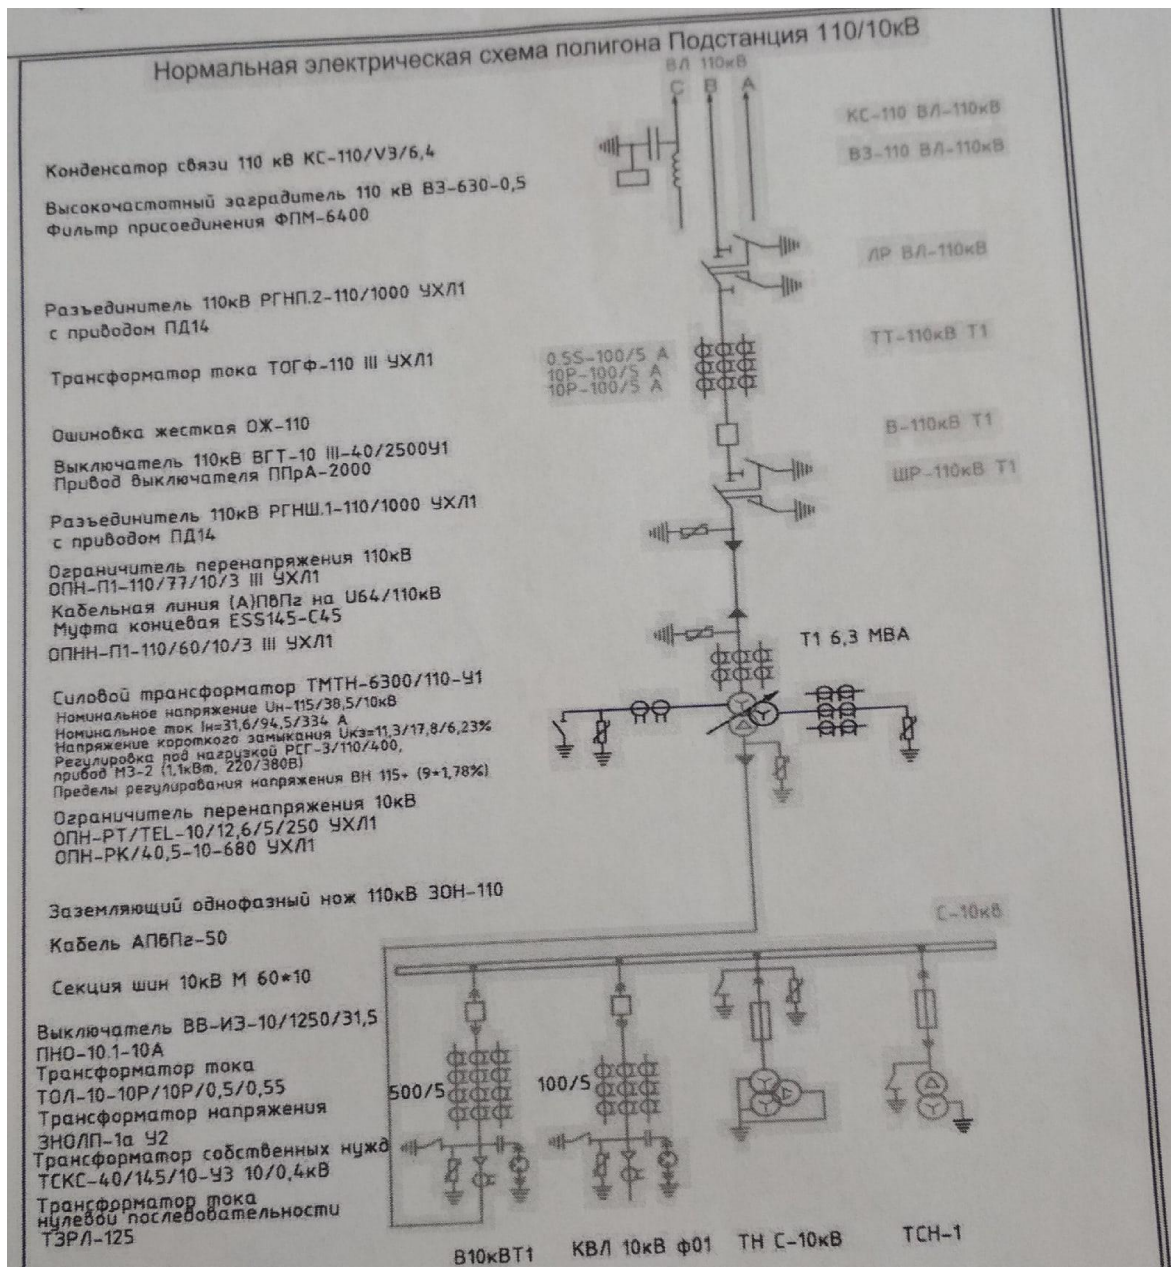 Нормальная электрическая схема полигона Подстанция 110/10кВ
ВЛ 110кВ
С В А
КС-110 ВЛ-110кВ
Конденсатор связи 110 кВ КС-110/V3/6,4
ВЗ-110 ВЛ-110кВ
Высокочастотный заградитель 110 кВ ВЗ-630-0,5
Фильтр присоединения ФПМ-6400
ЛР ВЛ-110кВ
Разъединитель 110кВ РГНП.2-110/1000 УХЛ1
с приводом ПД14
ТТ-110кВ Т1
0.5S-100/5 А
10Р-100/5 А
10Р-100/5 А
Трансформатор тока ТОГФ-110 III УХЛ1
Ошиновка жесткая ОЖ-110
В-110кВ Т1
Выключатель 110кВ ВГТ-10 III-40/2500У1
Привод выключателя ППрА-2000
ШР-110кВ Т1
Разъединитель 110кВ РГНШ.1-110/1000 УХЛ1
с приводом ПД14
Ограничитель перенапряжения 110кВ
ОПН-П1-110/77/10/3 III УХЛ1
Кабельная линия (А)ПвПг на U64/110кВ
Муфта концевая ESS145-C45
ОПНН-П1-110/60/10/3 III УХЛ1
Т1 6,3 МВА
Силовой трансформатор ТМТН-6300/110-У1
Номинальное напряжение Uн-115/38,5/10кВ
Номинальное ток Iн=31,6/94,5/334 А
Напряжение короткого замыкания Uкз=11,3/17,8/6,23%
Регулировка под нагрузкой РСГ-3/110/400,
привод МЗ-2 (1,1кВт, 220/380В)
Пределы регулирования напряжения ВН 115+ (9*1,78%)
Ограничитель перенапряжения 10кВ
ОПН-РТ/TEL-10/12,6/5/250 УХЛ1
ОПН-РК/40,5-10-680 УХЛ1
Заземляющий однофазный нож 110кВ ЗОН-110
С-10кВ
Кабель АПвПг-50
Секция шин 10кВ М 60*10
Выключатель ВВ-ИЗ-10/1250/31,5
ПНО-10.1-10А
Трансформатор тока
ТОЛ-10-10Р/10Р/0,5/0,55
500/5
100/5
Трансформатор напряжения
ЗНОЛП-1а У2
Трансформатор собственных нужд
ТСКС-40/145/10-УЗ 10/0,4кВ
Трансформатор тока
нулевой последовательности
ТЗРЛ-125
В10кВТ1
КВЛ 10кВ ф01
ТН С-10кВ
ТСН-1